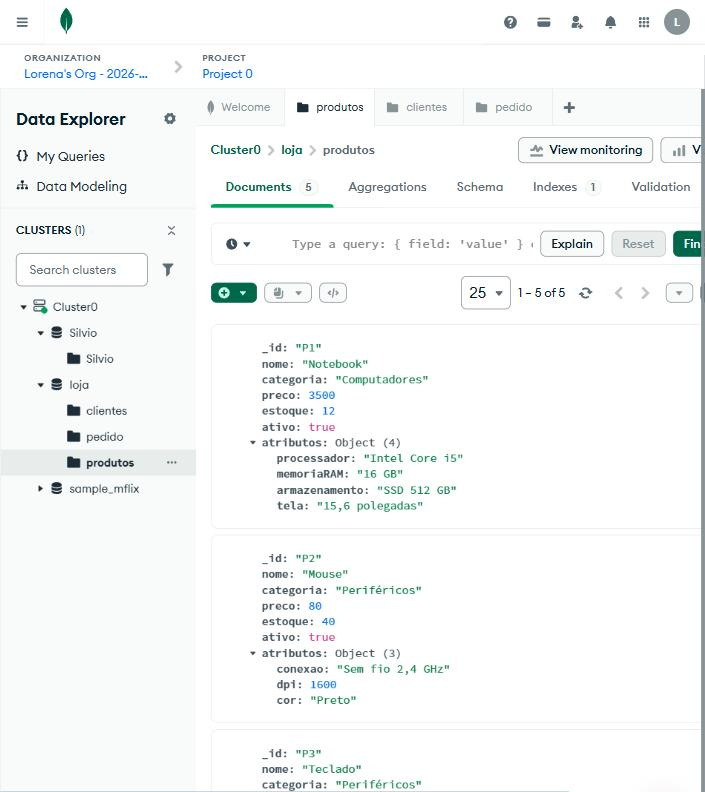 L
ORGANIZATION
Lorena's Org - 2026-...
PROJECT
Project 0
Data Explorer
My Queries
Data Modeling
CLUSTERS (1)
Search clusters
Cluster0
Silvio
Silvio
loja
clientes
pedido
produtos
sample_mflix
Welcome
produtos
clientes
pedido
Cluster0 > loja > produtos
View monitoring
V
Documents 5
Aggregations
Schema
Indexes 1
Validation
Type a query: { field: 'value' }
Explain
Reset
Fin
25
1 – 5 of 5
_id: "P1"
nome: "Notebook"
categoria: "Computadores"
preco: 3500
estoque: 12
ativo: true
atributos: Object (4)
processador: "Intel Core i5"
memoriaRAM: "16 GB"
armazenamento: "SSD 512 GB"
tela: "15,6 polegadas"
_id: "P2"
nome: "Mouse"
categoria: "Periféricos"
preco: 80
estoque: 40
ativo: true
atributos: Object (3)
conexao: "Sem fio 2,4 GHz"
dpi: 1600
cor: "Preto"
_id: "P3"
nome: "Teclado"
categoria: "Periféricos"